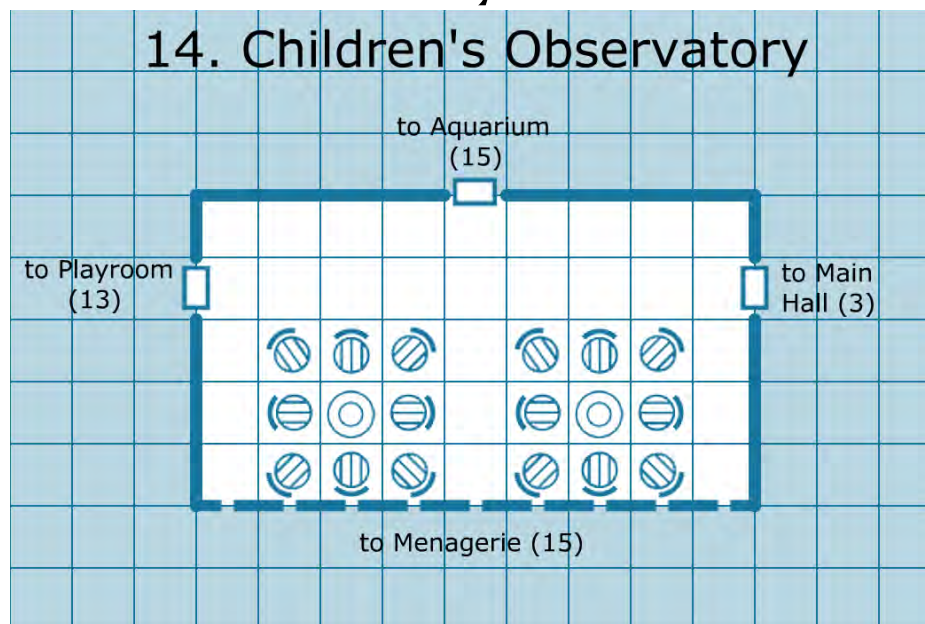 14. Children's Observatory
to Aquarium
(15)
to Playroom
(13)
to Main
Hall (3)
to Menagerie (15)